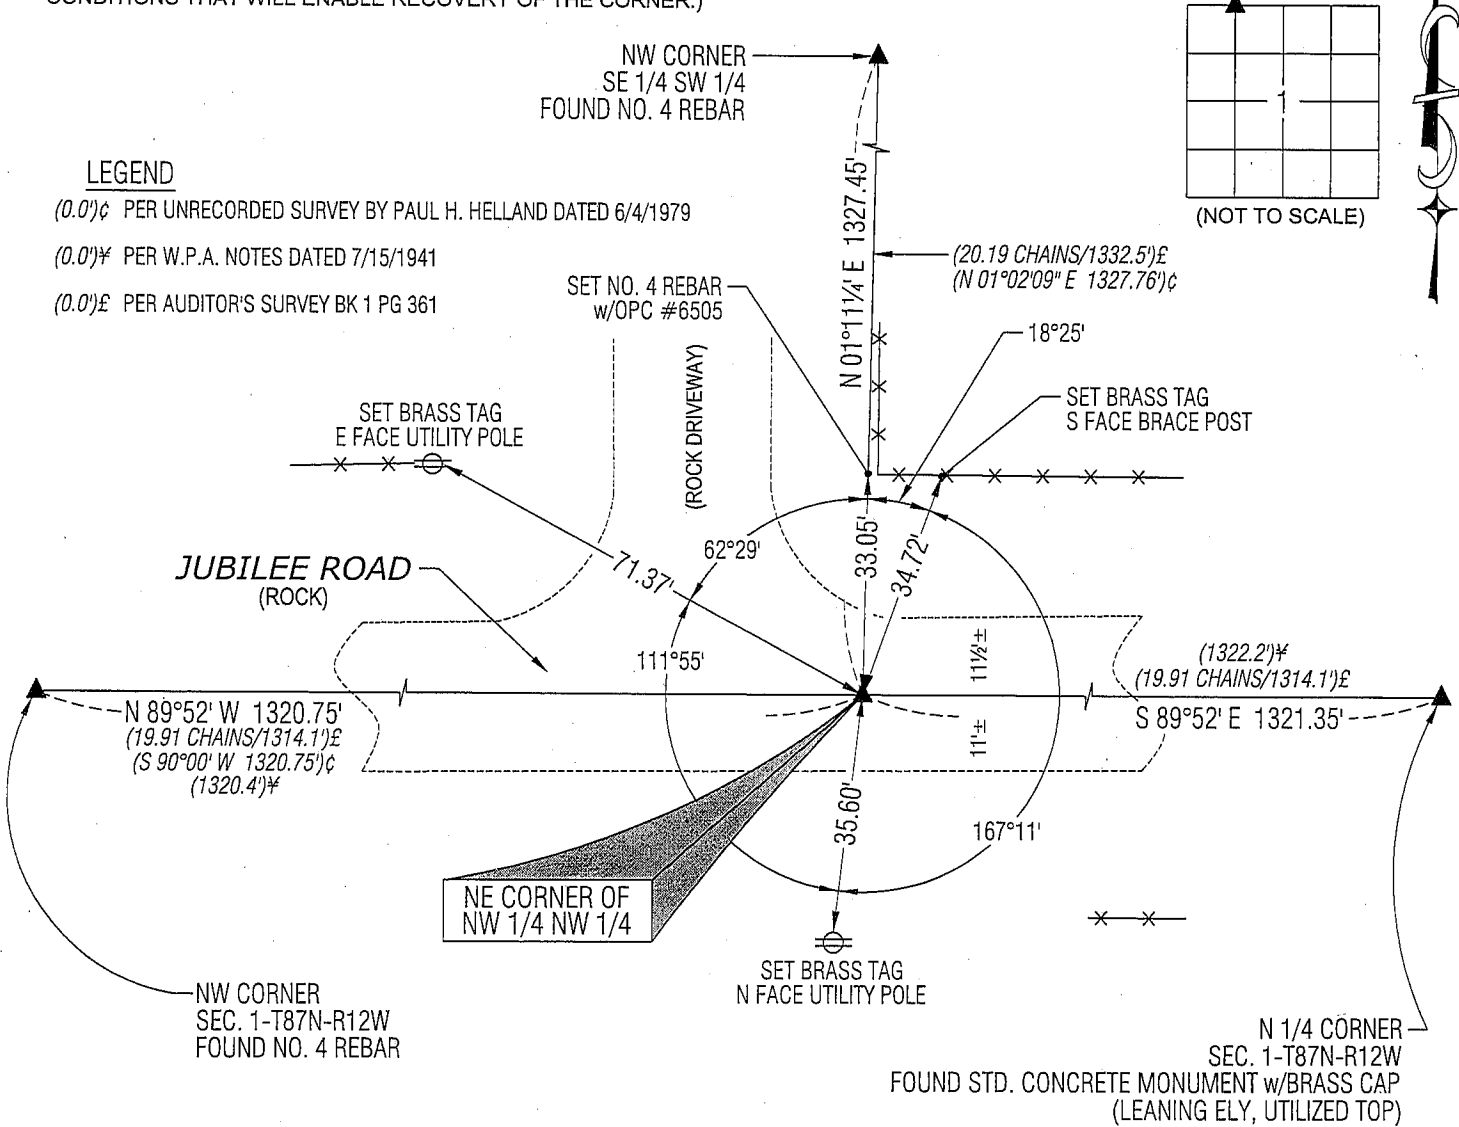 CONDITIONS THAT WILL ENABLE RECOVERY OF THE CORNER.)
NW CORNER
SE 1/4 SW 1/4
FOUND NO. 4 REBAR
1
(NOT TO SCALE)
LEGEND
(0.0')¢ PER UNRECORDED SURVEY BY PAUL H. HELLAND DATED 6/4/1979
(0.0')¥ PER W.P.A. NOTES DATED 7/15/1941
(0.0')£ PER AUDITOR'S SURVEY BK 1 PG 361
N 01°11¼' E 1327.45'
(20.19 CHAINS/1332.5')£
(N 01°02'09" E 1327.76')¢
SET NO. 4 REBAR
w/OPC #6505
18°25'
SET BRASS TAG
S FACE BRACE POST
SET BRASS TAG
E FACE UTILITY POLE
(ROCK DRIVEWAY)
62°29'
71.37'
33.05'
34.72'
JUBILEE ROAD
(ROCK)
111°55'
11½'±
11'±
(1322.2')¥
(19.91 CHAINS/1314.1')£
S 89°52' E 1321.35'
N 89°52' W 1320.75'
(19.91 CHAINS/1314.1')£
(S 90°00' W 1320.75')¢
(1320.4')¥
35.60'
167°11'
NE CORNER OF
NW 1/4 NW 1/4
SET BRASS TAG
N FACE UTILITY POLE
NW CORNER
SEC. 1-T87N-R12W
FOUND NO. 4 REBAR
N 1/4 CORNER
SEC. 1-T87N-R12W
FOUND STD. CONCRETE MONUMENT w/BRASS CAP
(LEANING ELY, UTILIZED TOP)